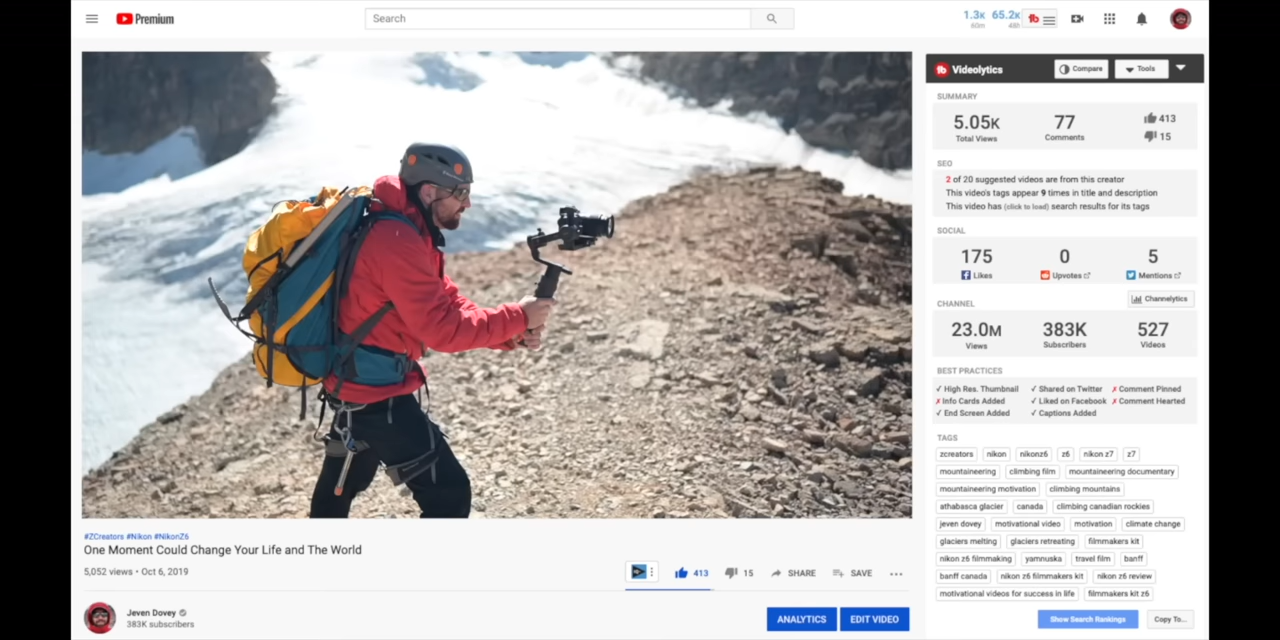 Premium
Search
1.3K 65.2K
60m 48h
Videolytics
Compare
Tools
SUMMARY
5.05K 77 413
Total Views Comments 15
SEO
2 of 20 suggested videos are from this creator
This video's tags appear 9 times in title and description
This video has (click to load) search results for its tags
SOCIAL
175 0 5
Likes Upvotes Mentions
CHANNEL Channelytics
23.0M 383K 527
Views Subscribers Videos
BEST PRACTICES
✓ High Res. Thumbnail ✓ Shared on Twitter ✗ Comment Pinned
✗ Info Cards Added ✓ Liked on Facebook ✗ Comment Hearted
✓ End Screen Added ✓ Captions Added
TAGS
zcreators nikon nikonz6 z6 nikon z7 z7
mountaineering climbing film mountaineering documentary
mountaineering motivation climbing mountains
athabasca glacier canada climbing canadian rockies
jeven dovey motivational video motivation climate change
glaciers melting glaciers retreating filmmakers kit
nikon z6 filmmaking yamnuska travel film banff
banff canada nikon z6 filmmakers kit nikon z6 review
motivational videos for success in life filmmakers kit z6
Show Search Rankings Copy To...
#ZCreators #Nikon #NikonZ6
One Moment Could Change Your Life and The World
5,052 views • Oct 6, 2019
413 15 SHARE SAVE
Jeven Dovey
383K subscribers
ANALYTICS EDIT VIDEO